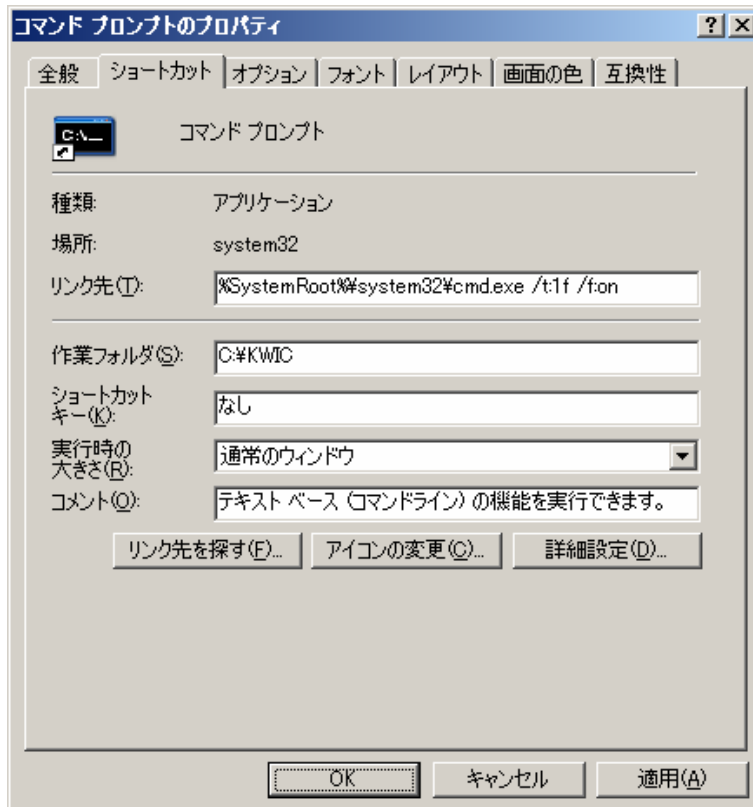 コマンド プロンプトのプロパティ
全般 ショートカット オプション フォント レイアウト 画面の色 互換性
C:\_
コマンド プロンプト
種類: アプリケーション
場所: system32
リンク先(T): %SystemRoot%¥system32¥cmd.exe /t:1f /f:on
作業フォルダ(S): C:¥KWIC
ショートカット
キー(K): なし
実行時の
大きさ(R): 通常のウィンドウ
コメント(O): テキスト ベース (コマンドライン) の機能を実行できます。
リンク先を探す(F)... アイコンの変更(C)... 詳細設定(D)...
OK キャンセル 適用(A)